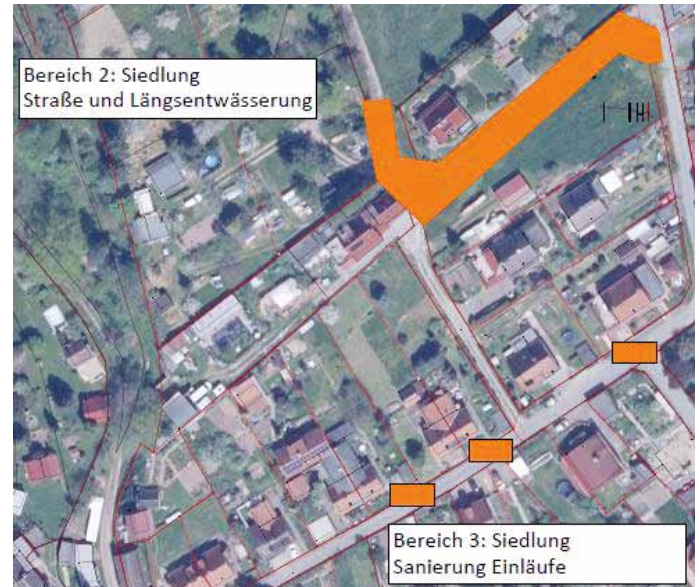 Bereich 2: Siedlung
Straße und Längsentwässerung
Bereich 3: Siedlung
Sanierung Einläufe